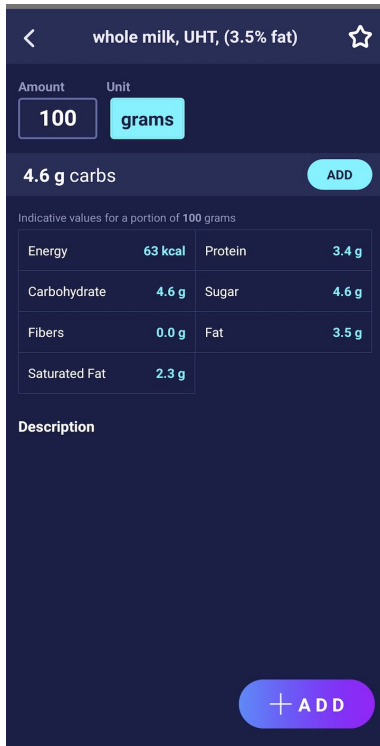 whole milk, UHT, (3.5% fat)
Amount Unit
100 grams
4.6 g carbs ADD
Indicative values for a portion of 100 grams
Energy 63 kcal Protein 3.4 g
Carbohydrate 4.6 g Sugar 4.6 g
Fibers 0.0 g Fat 3.5 g
Saturated Fat 2.3 g
Description
+ ADD